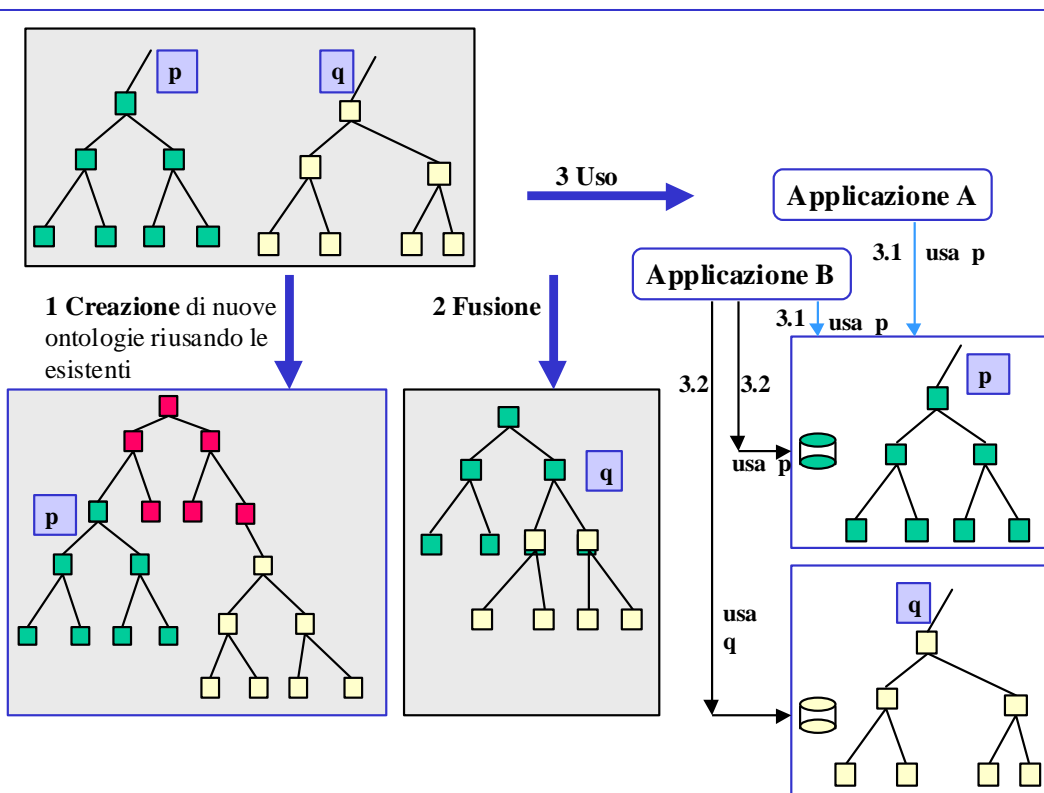 p
q
3 Uso
Applicazione A
3.1 usa p
Applicazione B
1 Creazione di nuove
ontologie riusando le
esistenti
2 Fusione
3.1 usa p
p
3.2
3.2
usa p
p
q
usa
q
q